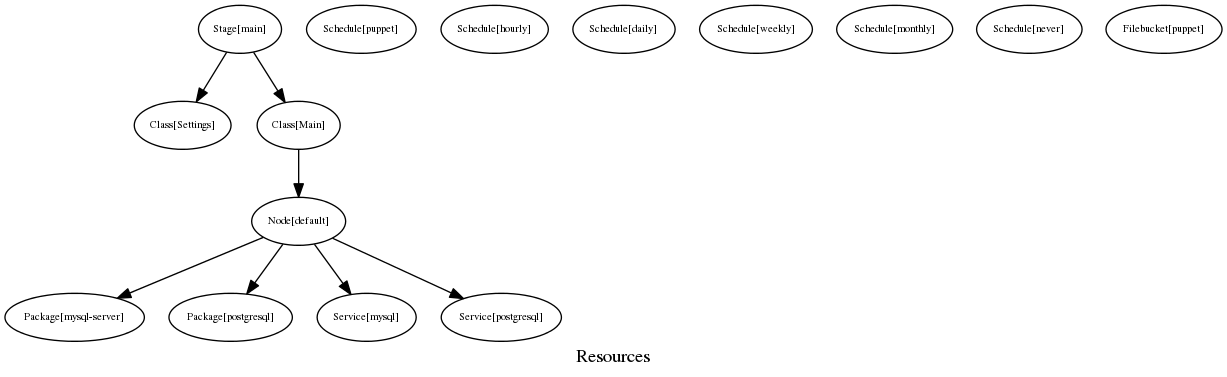 Stage[main]
Schedule[puppet]
Schedule[hourly]
Schedule[daily]
Schedule[weekly]
Schedule[monthly]
Schedule[never]
Filebucket[puppet]
Class[Settings]
Class[Main]
Node[default]
Package[mysql-server]
Package[postgresql]
Service[mysql]
Service[postgresql]
Resources